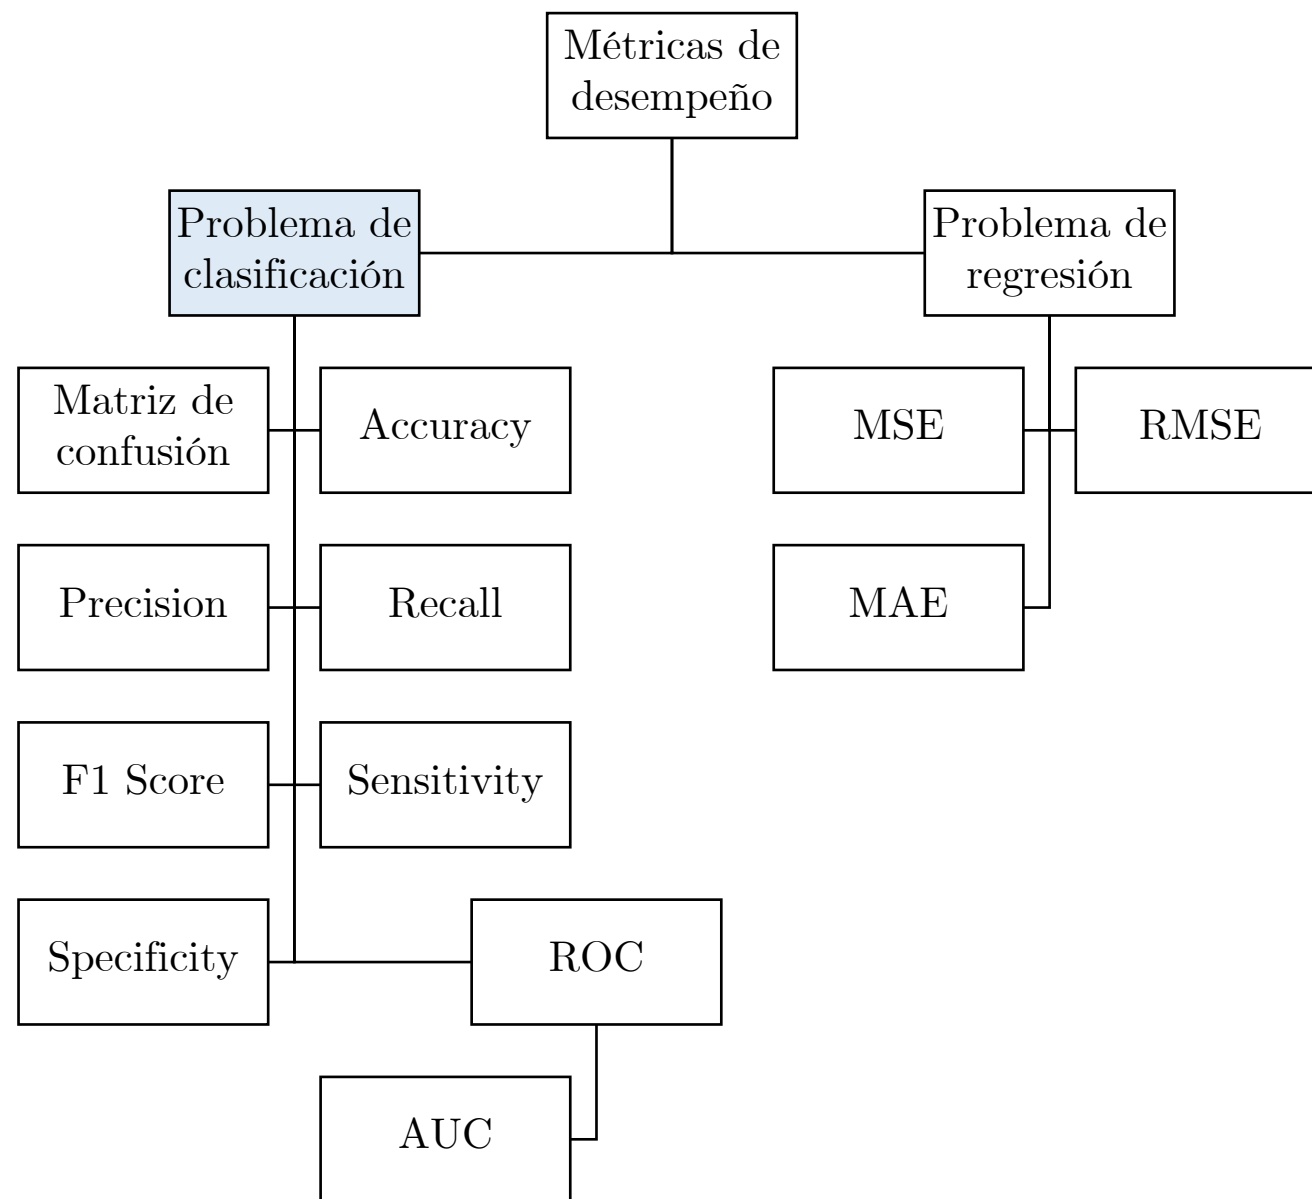 Métricas de
desempeño
Problema de
clasificación
Problema de
regresión
Matriz de
confusión
Accuracy
MSE
RMSE
Precision
Recall
MAE
F1 Score
Sensitivity
Specificity
ROC
AUC